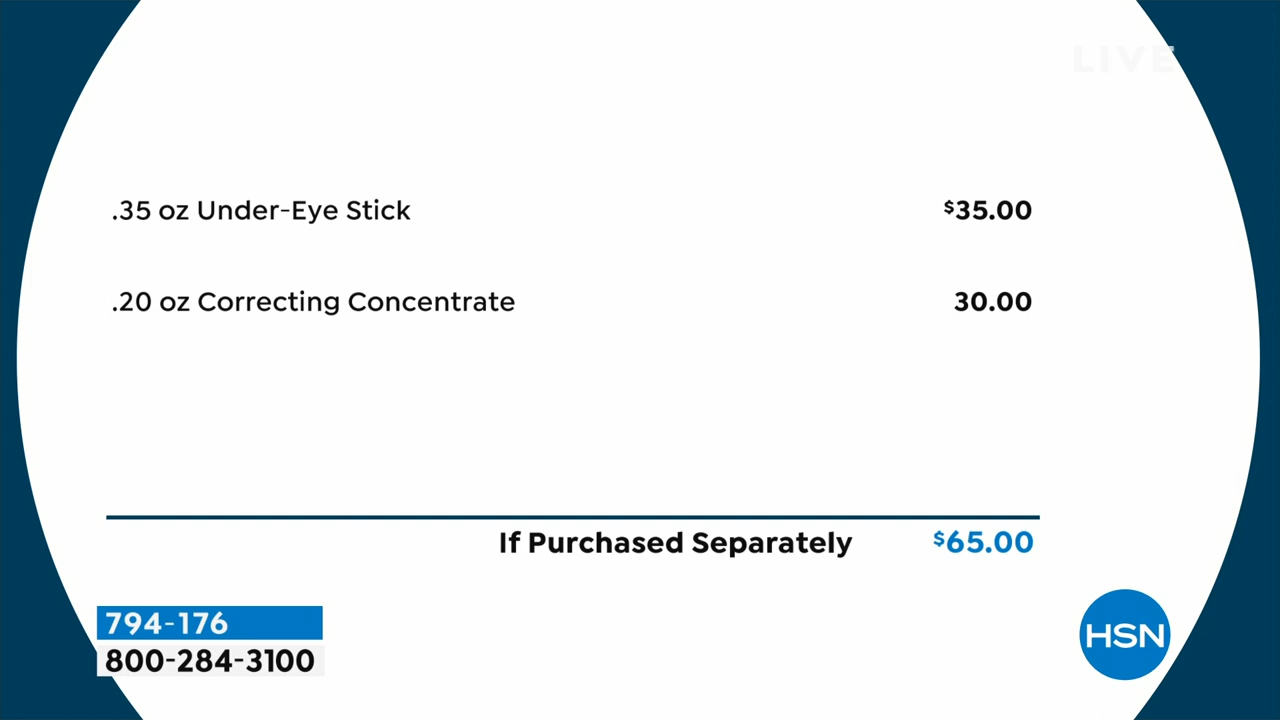 LIVE
.35 oz Under-Eye Stick $35.00
.20 oz Correcting Concentrate 30.00
If Purchased Separately $65.00
794-176
800-284-3100
HSN